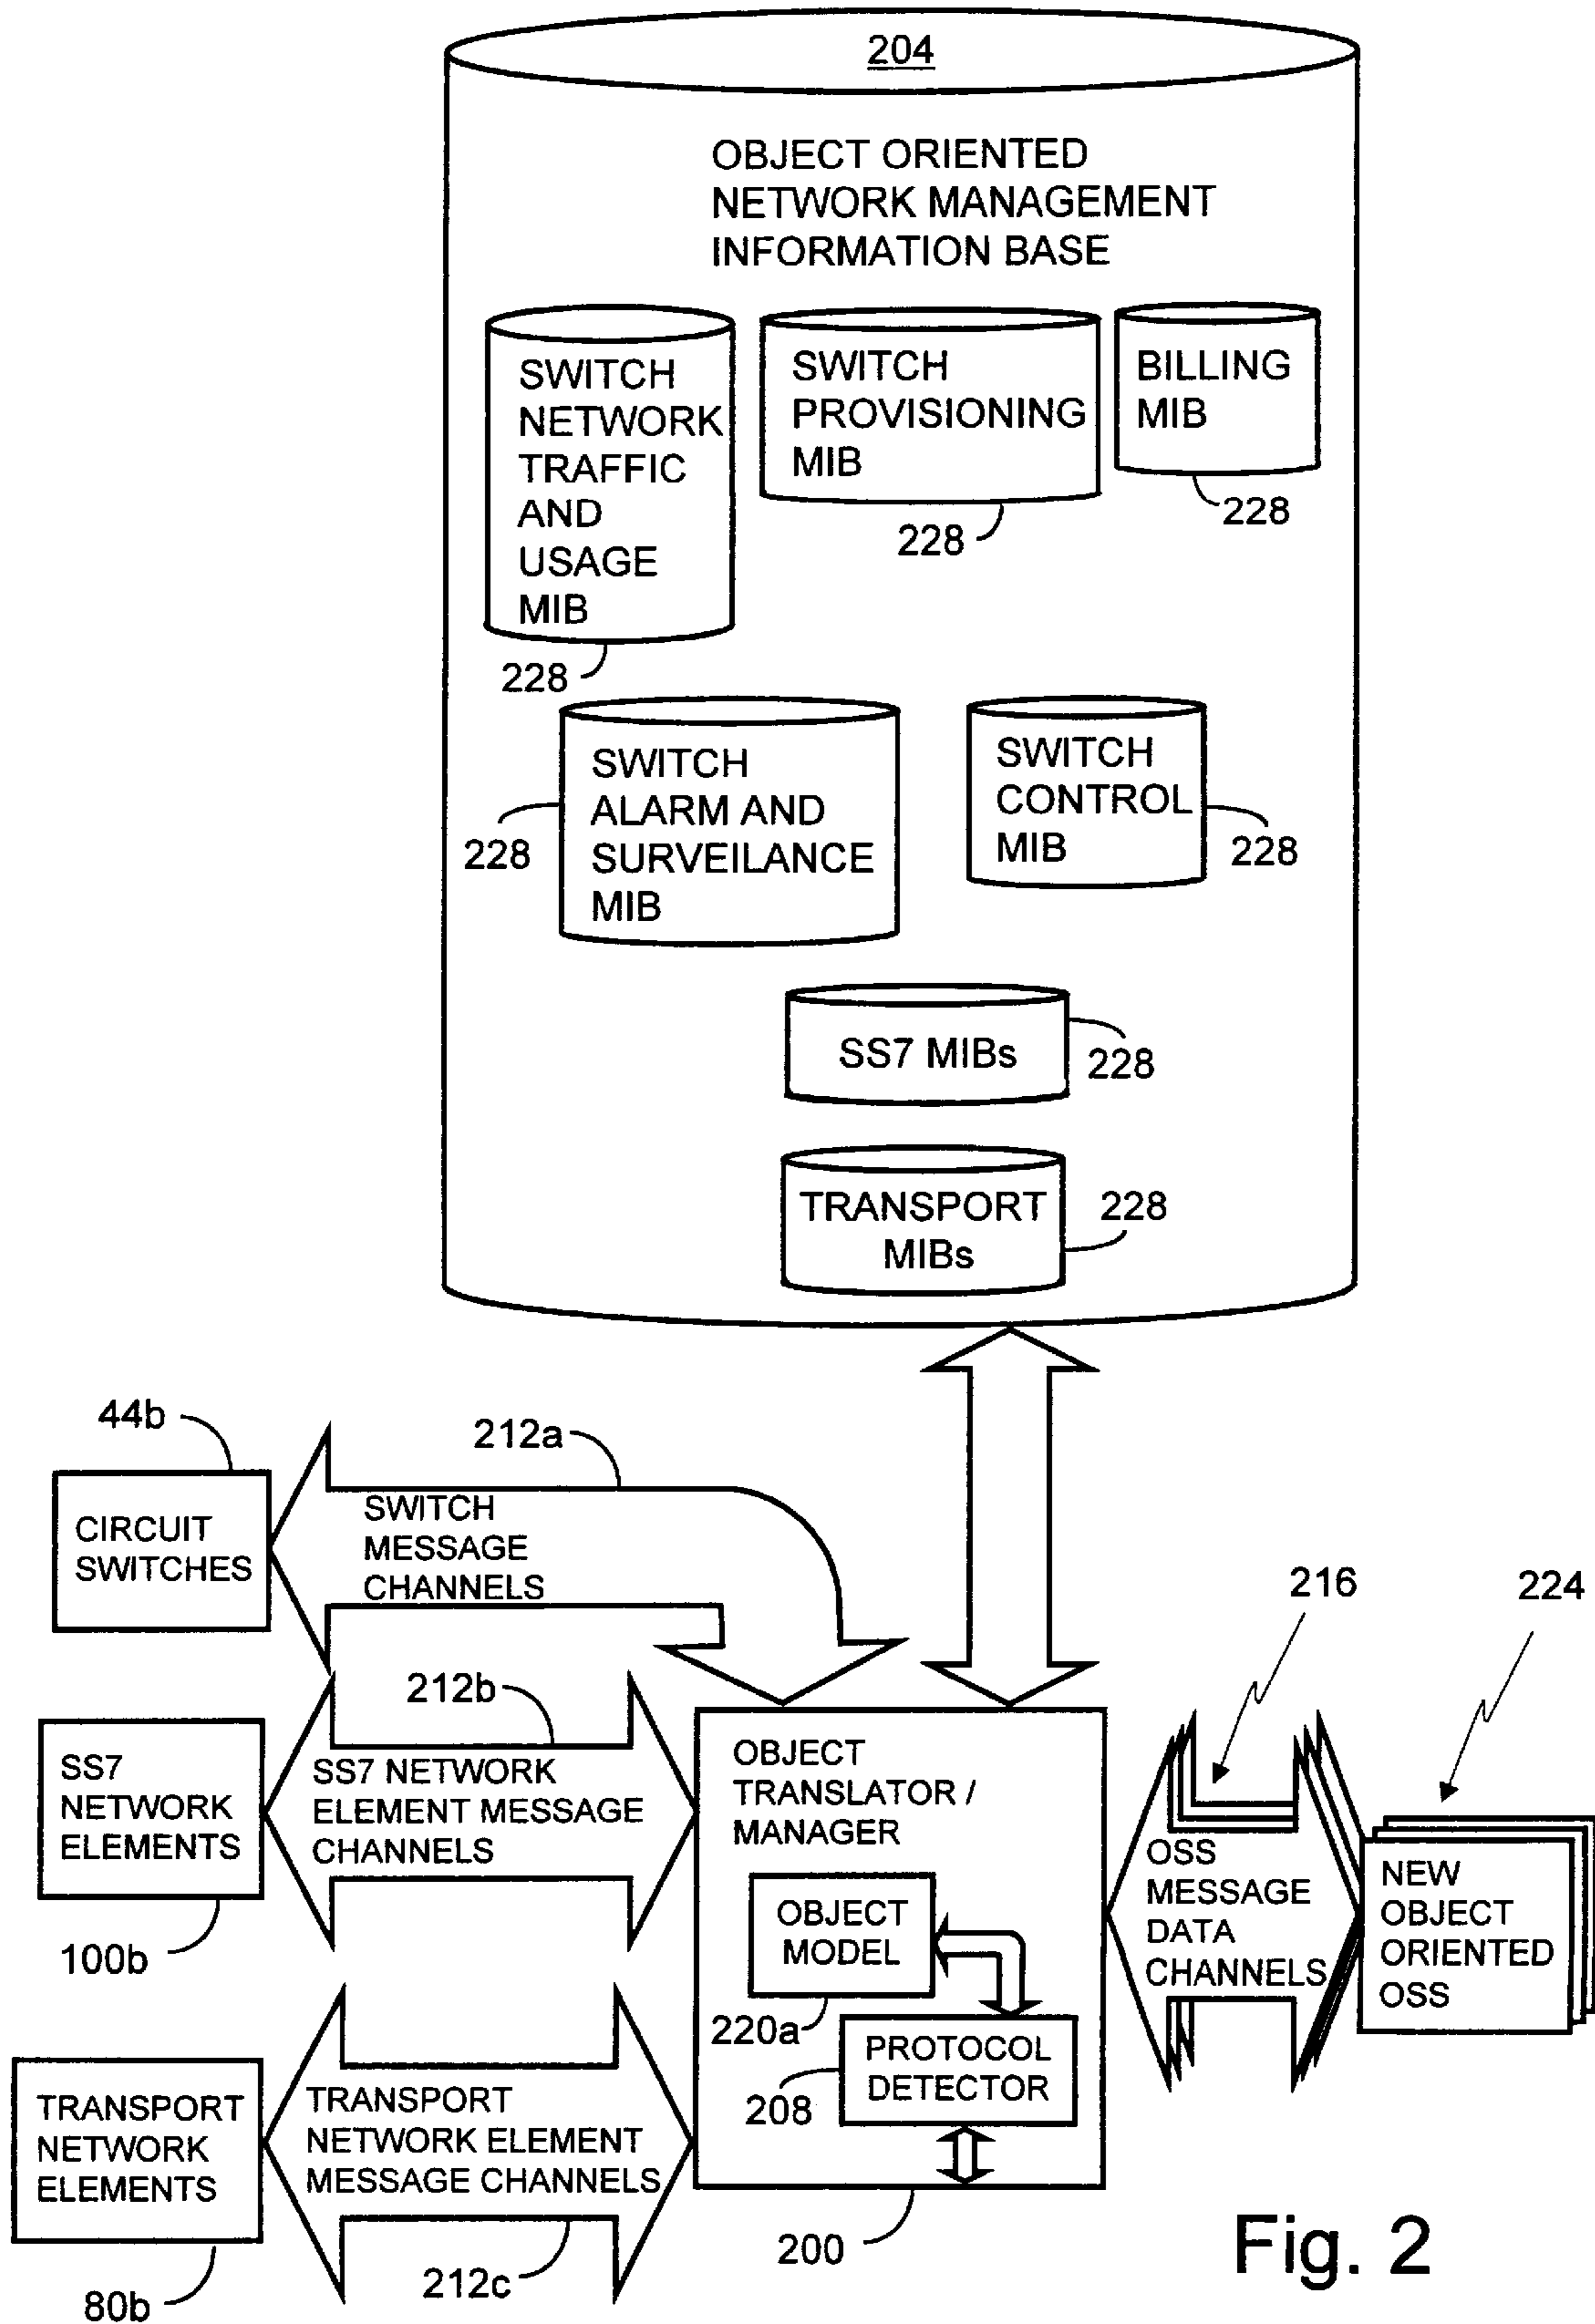 204
OBJECT ORIENTED
NETWORK MANAGEMENT
INFORMATION BASE
SWITCH
NETWORK
TRAFFIC
AND
USAGE
MIB
228
SWITCH
PROVISIONING
MIB
228
BILLING
MIB
228
SWITCH
ALARM AND
SURVEILANCE
MIB
228
SWITCH
CONTROL
MIB
228
SS7 MIBs
228
TRANSPORT
MIBs
228
44b
CIRCUIT
SWITCHES
212a
SWITCH
MESSAGE
CHANNELS
SS7
NETWORK
ELEMENTS
100b
212b
SS7 NETWORK
ELEMENT MESSAGE
CHANNELS
TRANSPORT
NETWORK
ELEMENTS
80b
TRANSPORT
NETWORK ELEMENT
MESSAGE CHANNELS
212c
OBJECT
TRANSLATOR /
MANAGER
OBJECT
MODEL
220a
PROTOCOL
DETECTOR
208
200
216
OSS
MESSAGE
DATA
CHANNELS
224
NEW
OBJECT
ORIENTED
OSS
Fig. 2